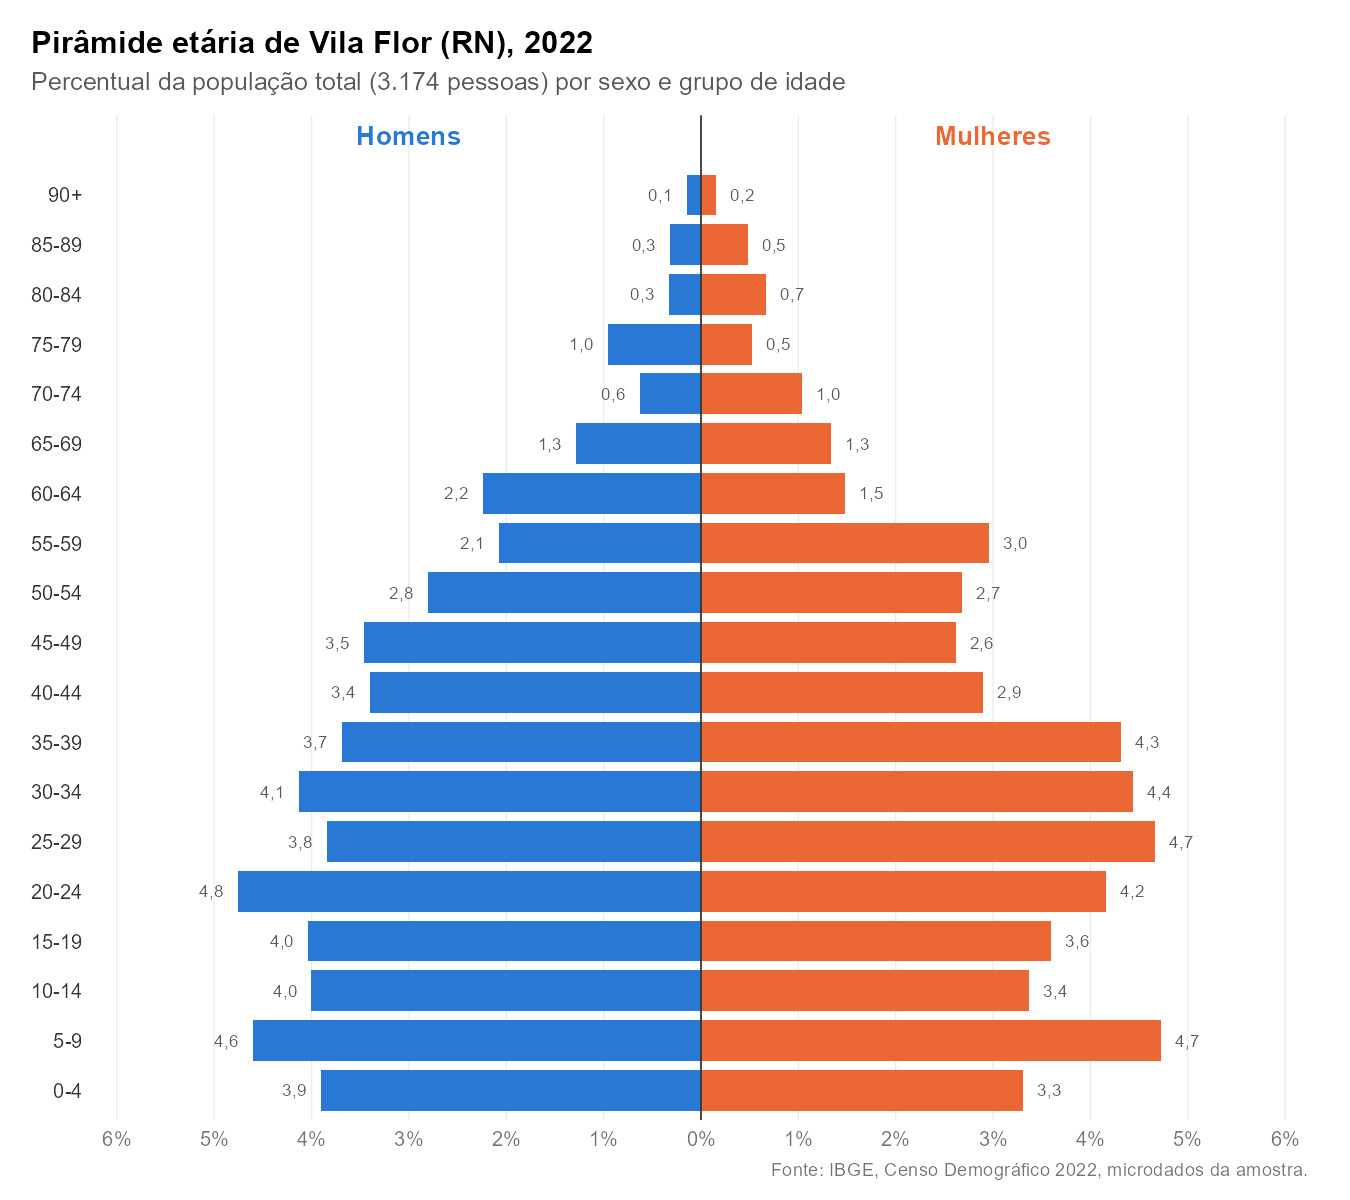 Pirâmide etária de Vila Flor (RN), 2022
Percentual da população total (3.174 pessoas) por sexo e grupo de idade
Homens Mulheres
90+ 0,1 0,2
85-89 0,3 0,5
80-84 0,3 0,7
75-79 1,0 0,5
70-74 0,6 1,0
65-69 1,3 1,3
60-64 2,2 1,5
55-59 2,1 3,0
50-54 2,8 2,7
45-49 3,5 2,6
40-44 3,4 2,9
35-39 3,7 4,3
30-34 4,1 4,4
25-29 3,8 4,7
20-24 4,8 4,2
15-19 4,0 3,6
10-14 4,0 3,4
5-9 4,6 4,7
0-4 3,9 3,3
6% 5% 4% 3% 2% 1% 0% 1% 2% 3% 4% 5% 6%
Fonte: IBGE, Censo Demográfico 2022, microdados da amostra.